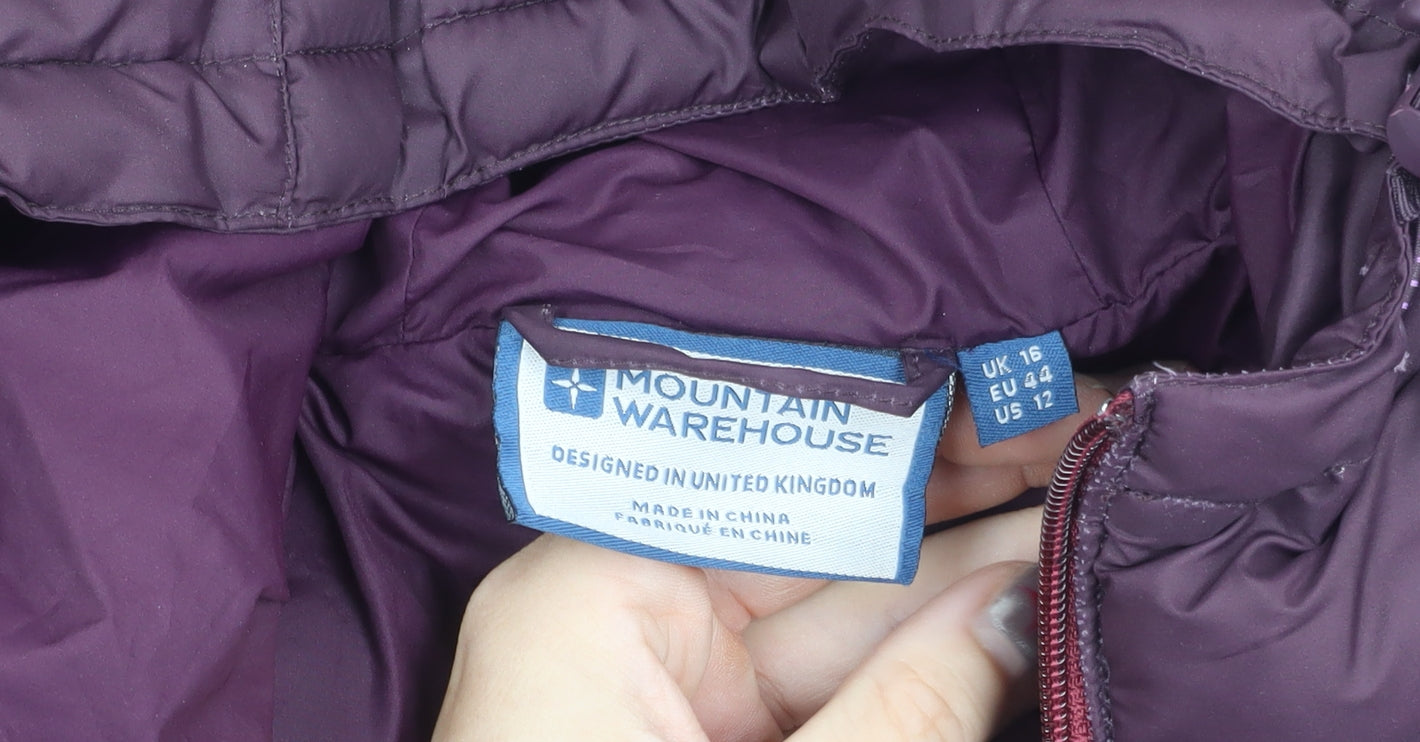 MOUNTAIN
WAREHOUSE
DESIGNED IN UNITED KINGDOM
MADE IN CHINA
FABRIQUÉ EN CHINE
UK 16
EU 44
US 12